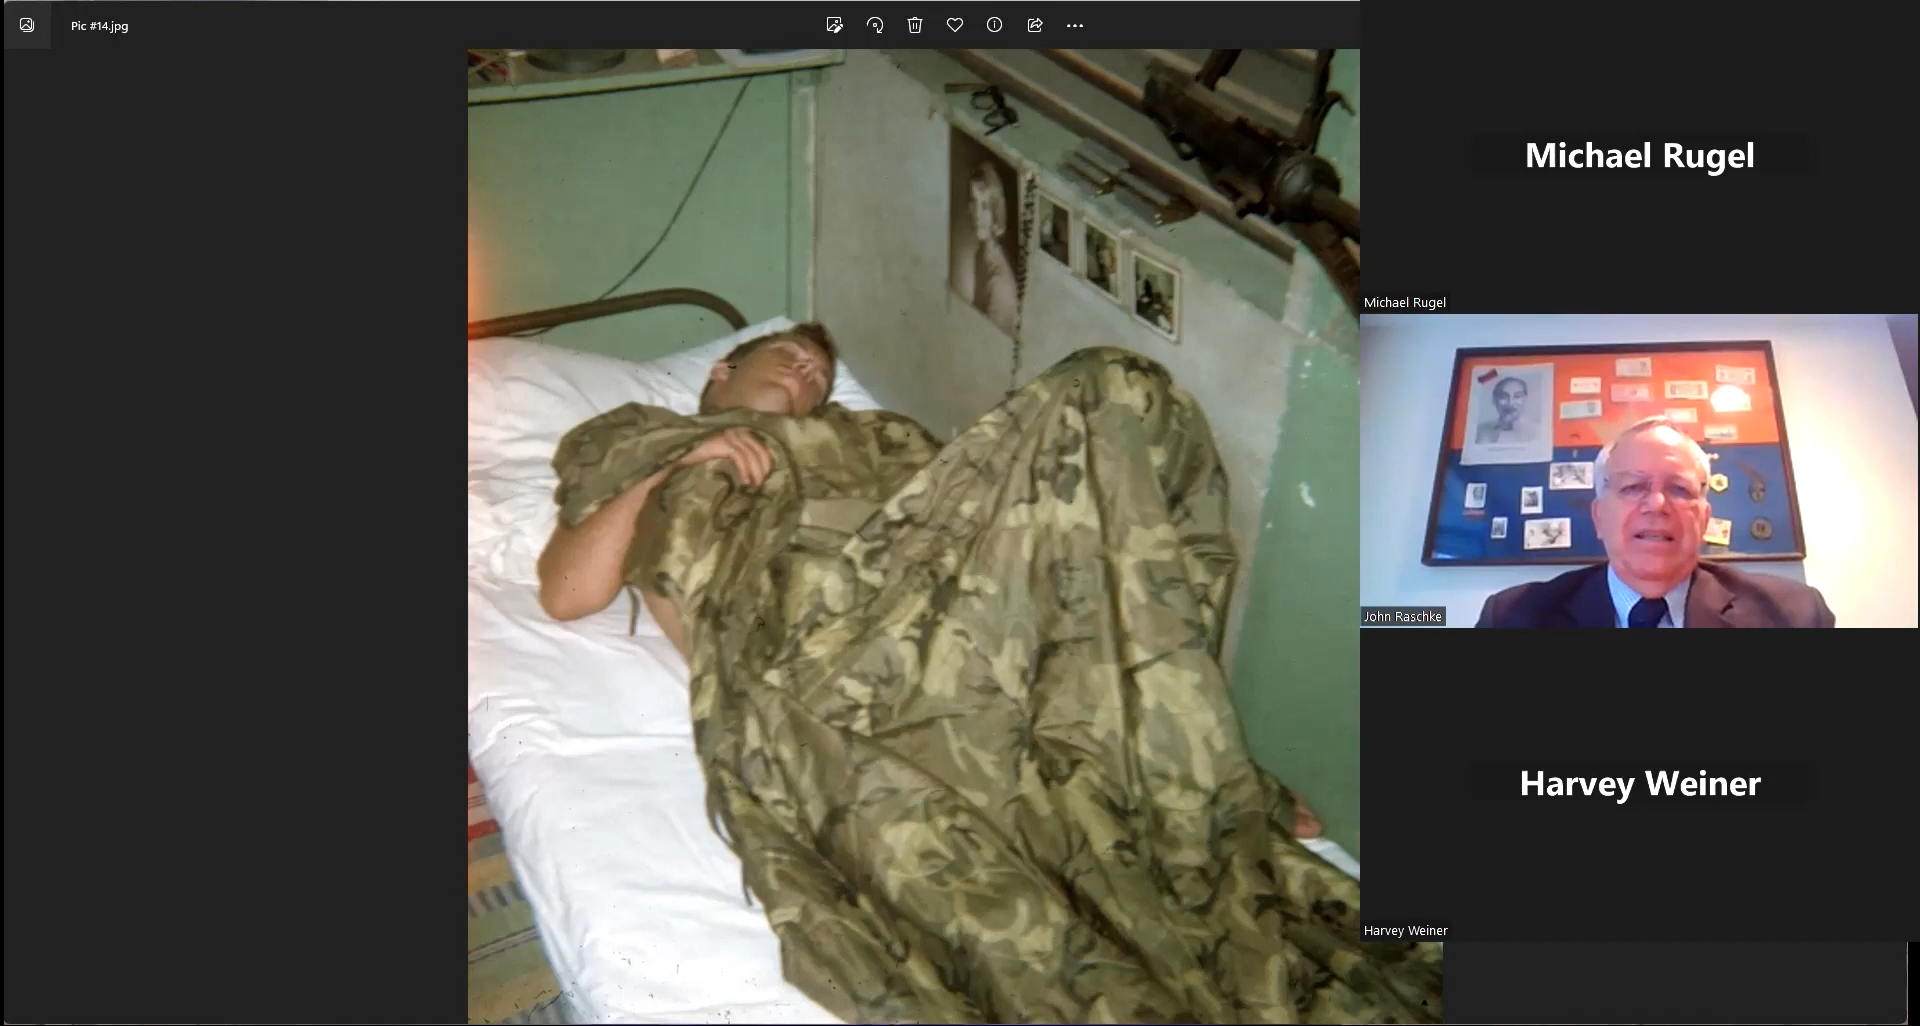 Pic #14.jpg
Michael Rugel
Michael Rugel
John Raschke
Harvey Weiner
Harvey Weiner